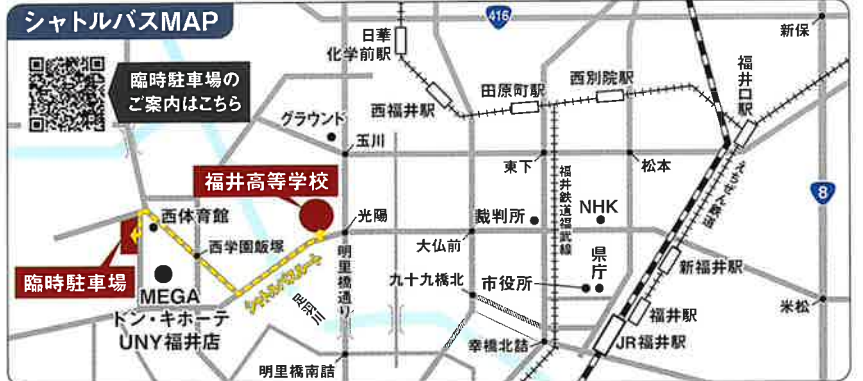 シャトルバスMAP
臨時駐車場の
ご案内はこちら
416
日華
化学前駅
新保
福井口駅
西別院駅
田原町駅
西福井駅
グラウンド
玉川
東下
松本
えちぜん鉄道
福井鉄道福武線
8
福井高等学校
西体育館
光陽
裁判所
NHK
大仏前
西学園飯塚
県庁
臨時駐車場
シャトルバスルート
明里橋通り
新福井駅
九十九橋北
市役所
足羽川
MEGA
ドン・キホーテ
UNY福井店
福井駅
米松
JR福井駅
幸橋北詰
明里橋南詰